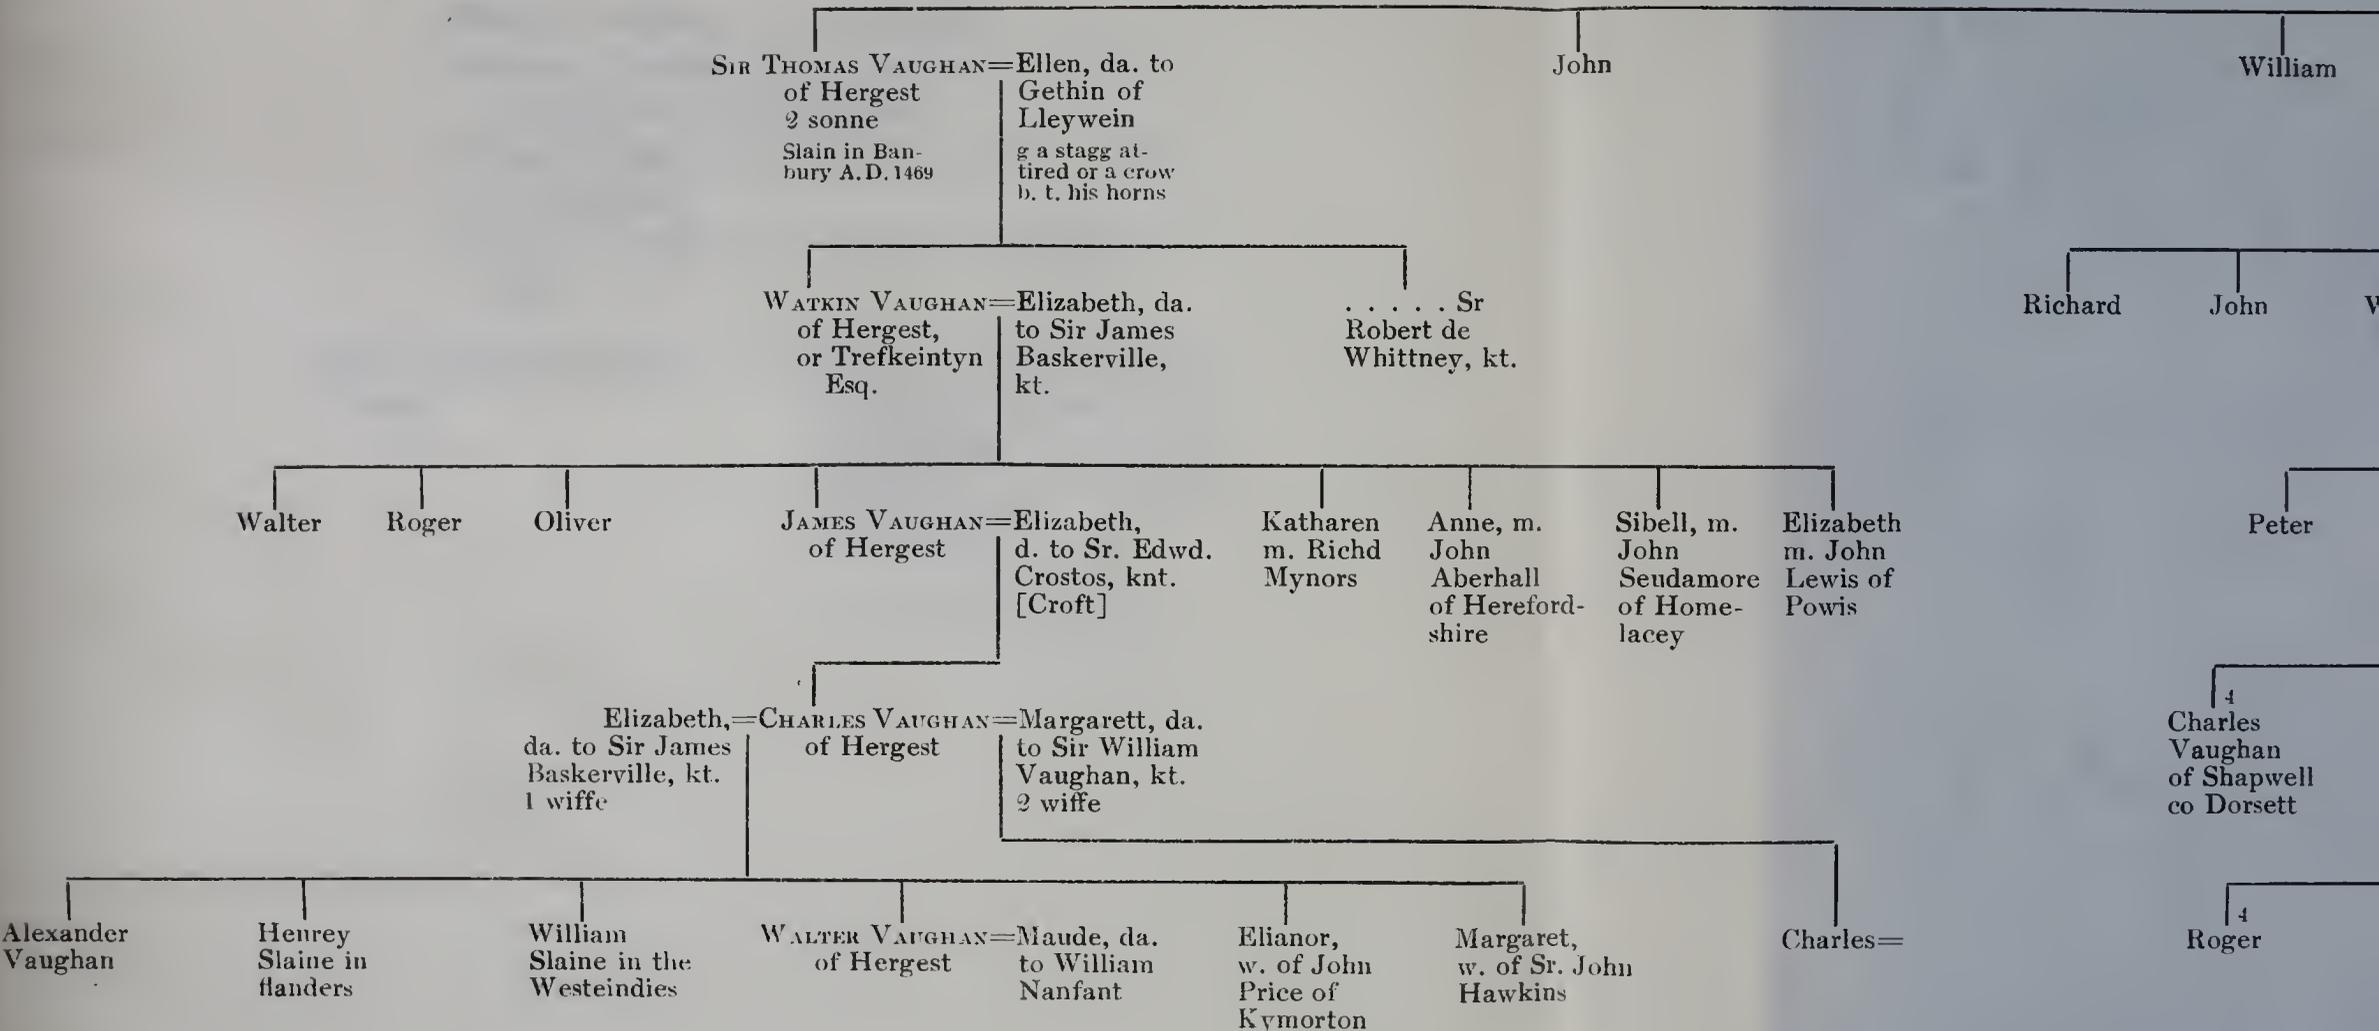 SIR THOMAS VAUGHAN=Ellen, da. to
of Hergest
2 sonne
Slain in Ban-
bury A.D. 1469
Gethin of
Lleywein
g a stagg at-
tired or a crow
b. t. his horns
John
William
WATKIN VAUGHAN=Elizabeth, da.
of Hergest,
or Trefkeintyn
Esq.
to Sir James
Baskerville,
kt.
. . . . . Sr
Robert de
Whittney, kt.
Richard
John
Walter
Roger
Oliver
JAMES VAUGHAN=Elizabeth,
of Hergest
d. to Sr. Edwd.
Crostos, knt.
[Croft]
Katharen
m. Richd
Mynors
Anne, m.
John
Aberhall
of Hereford-
shire
Sibell, m.
John
Seudamore
of Home-
lacey
Elizabeth
m. John
Lewis of
Powis
Peter
Elizabeth,=CHARLES VAUGHAN=Margarett, da.
da. to Sir James
Baskerville, kt.
1 wiffe
of Hergest
to Sir William
Vaughan, kt.
2 wiffe
4
Charles
Vaughan
of Shapwell
co Dorsett
Alexander
Vaughan
Henrey
Slaine in
flanders
William
Slaine in the
Westeindies
WALTER VAUGHAN=Maude, da.
of Hergest
to William
Nanfant
Elianor,
w. of John
Price of
Kymorton
Margaret,
w. of Sr. John
Hawkins
Charles=
4
Roger